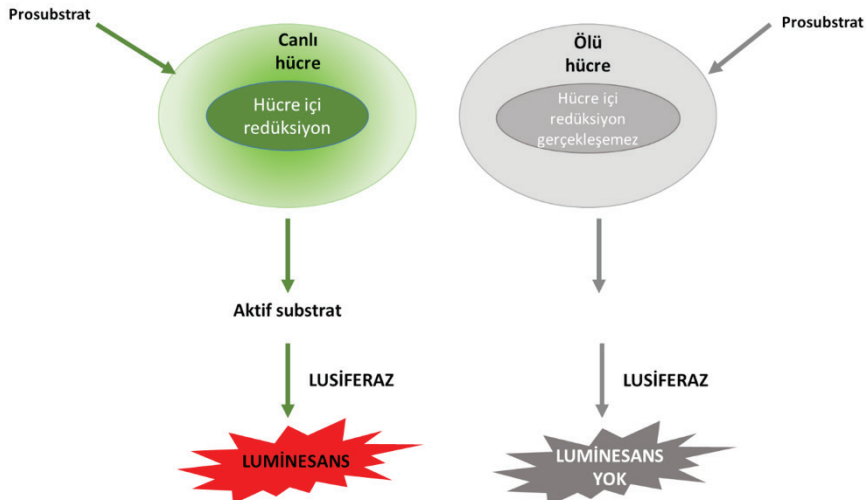 Prosubstrat
Canlı
hücre
Hücre içi
redüksiyon
Aktif substrat
LUSİFERAZ
LUMİNESANS
Prosubstrat
Ölü
hücre
Hücre içi
redüksiyon
gerçekleşemez
LUSİFERAZ
LUMİNESANS
YOK